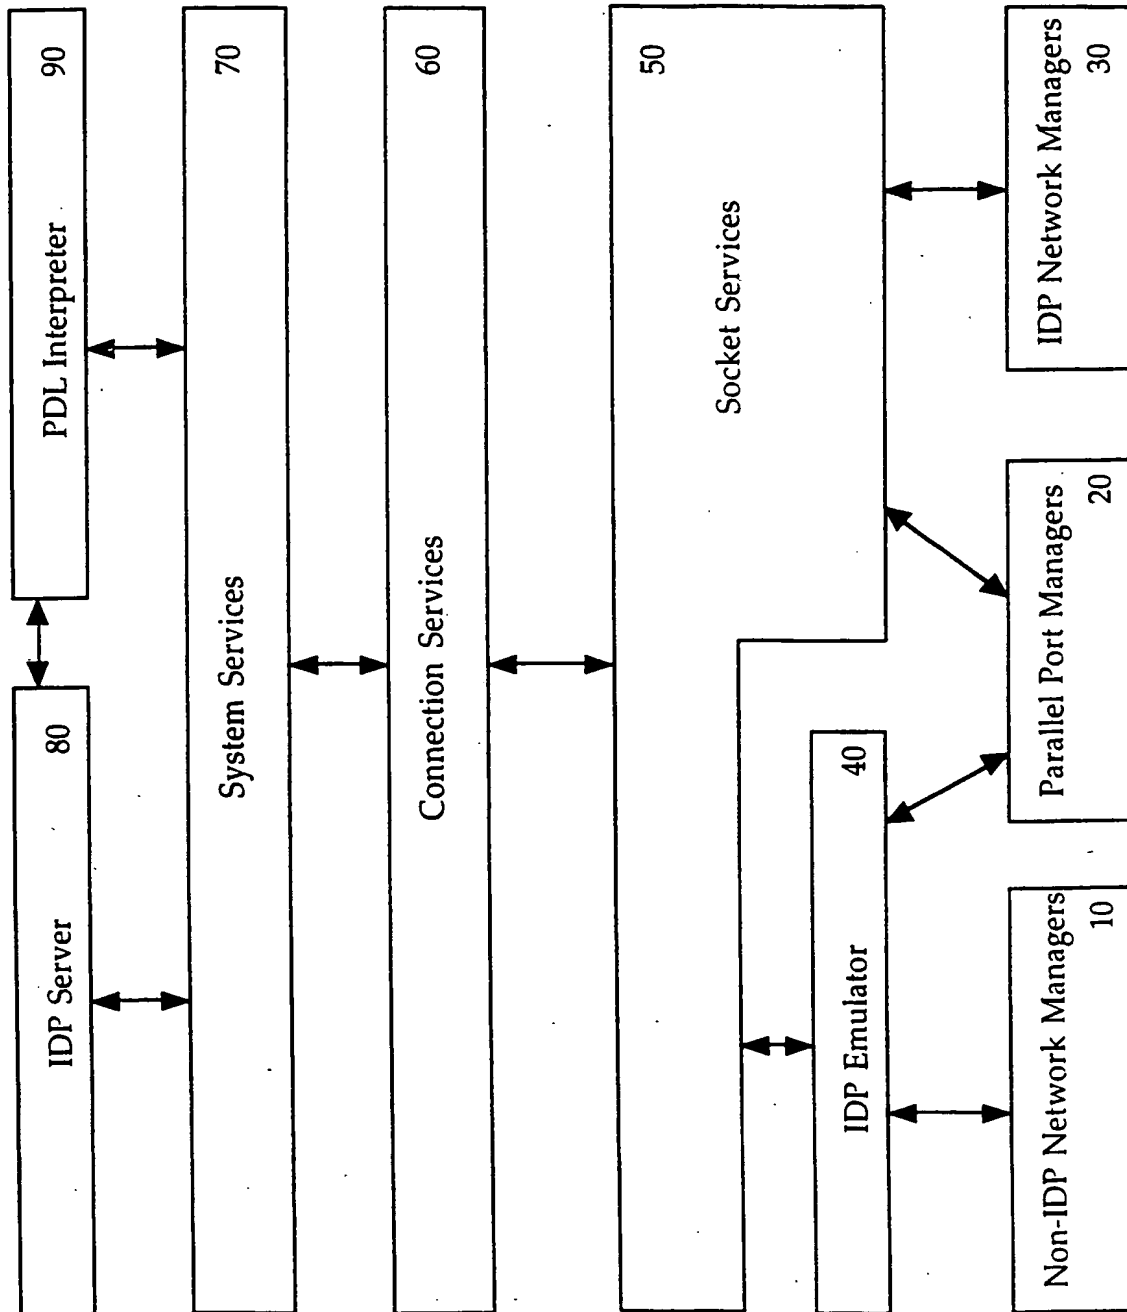 IDP Server
80
PDL Interpreter
90
System Services
70
Connection Services
60
Socket Services
50
IDP Emulator
40
Non-IDP Network Managers
10
Parallel Port Managers
20
IDP Network Managers
30